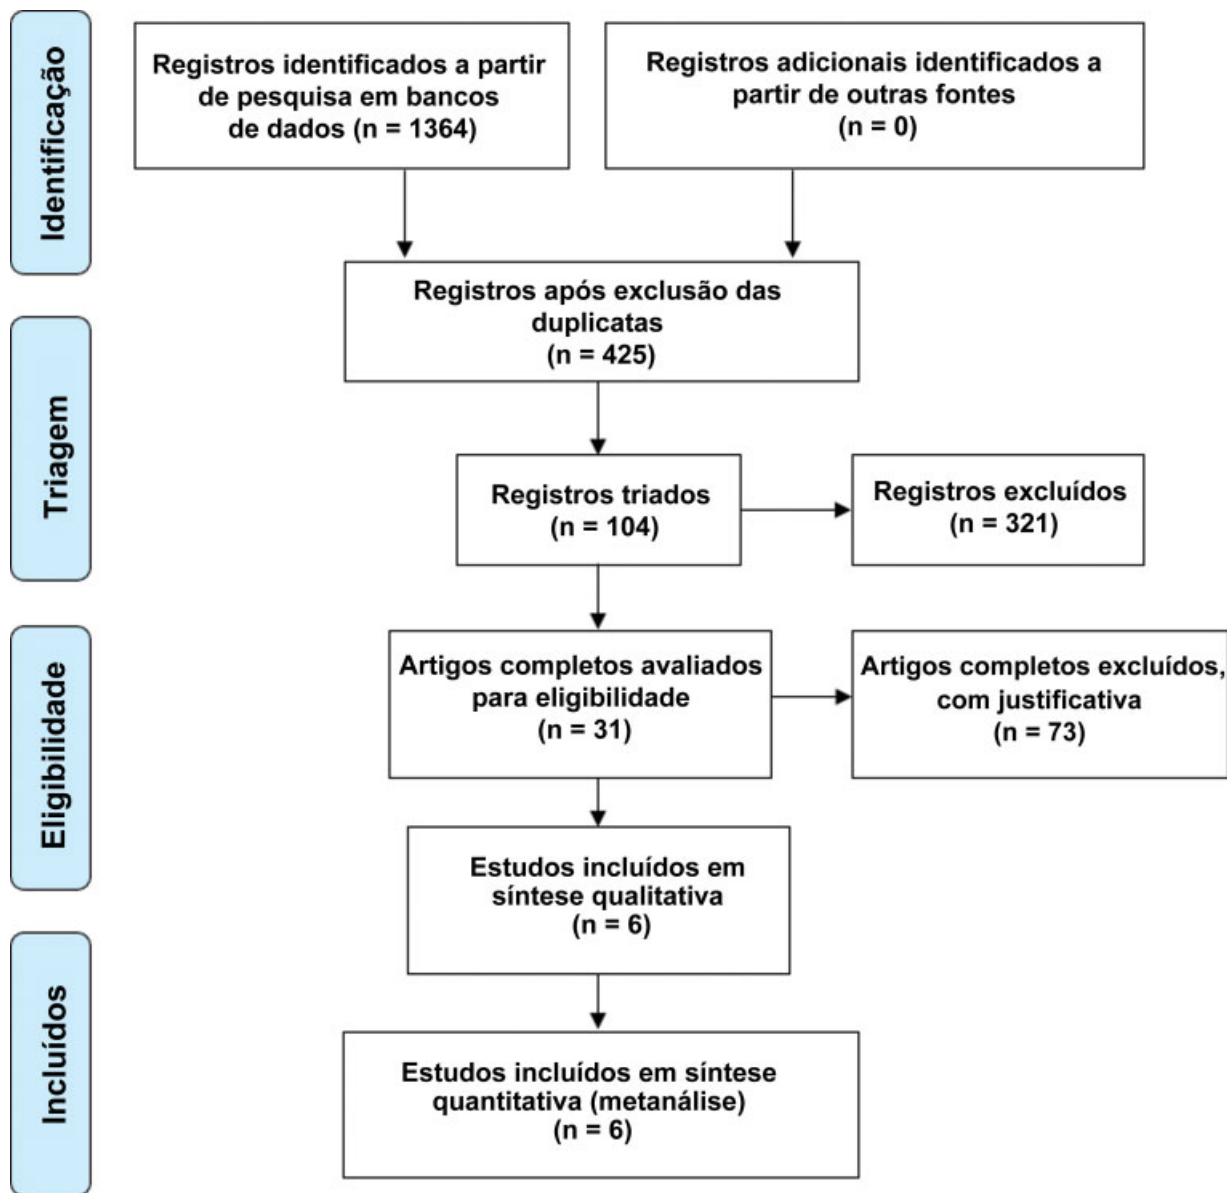 Identificação
Registros identificados a partir
de pesquisa em bancos
de dados (n = 1364)
Registros adicionais identificados a
partir de outras fontes
(n = 0)
Registros após exclusão das
duplicatas
(n = 425)
Triagem
Registros triados
(n = 104)
Registros excluídos
(n = 321)
Eligibilidade
Artigos completos avaliados
para eligibilidade
(n = 31)
Artigos completos excluídos,
com justificativa
(n = 73)
Estudos incluídos em
síntese qualitativa
(n = 6)
Incluídos
Estudos incluídos em síntese
quantitativa (metanálise)
(n = 6)